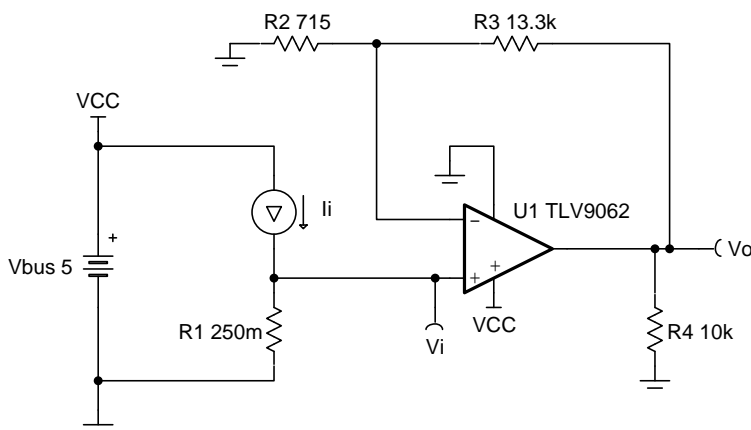 R2 715
R3 13.3k
VCC
Ii
U1 TLV9062
Vbus 5
+
−
+
+
Vo
VCC
R1 250m
Vi
R4 10k